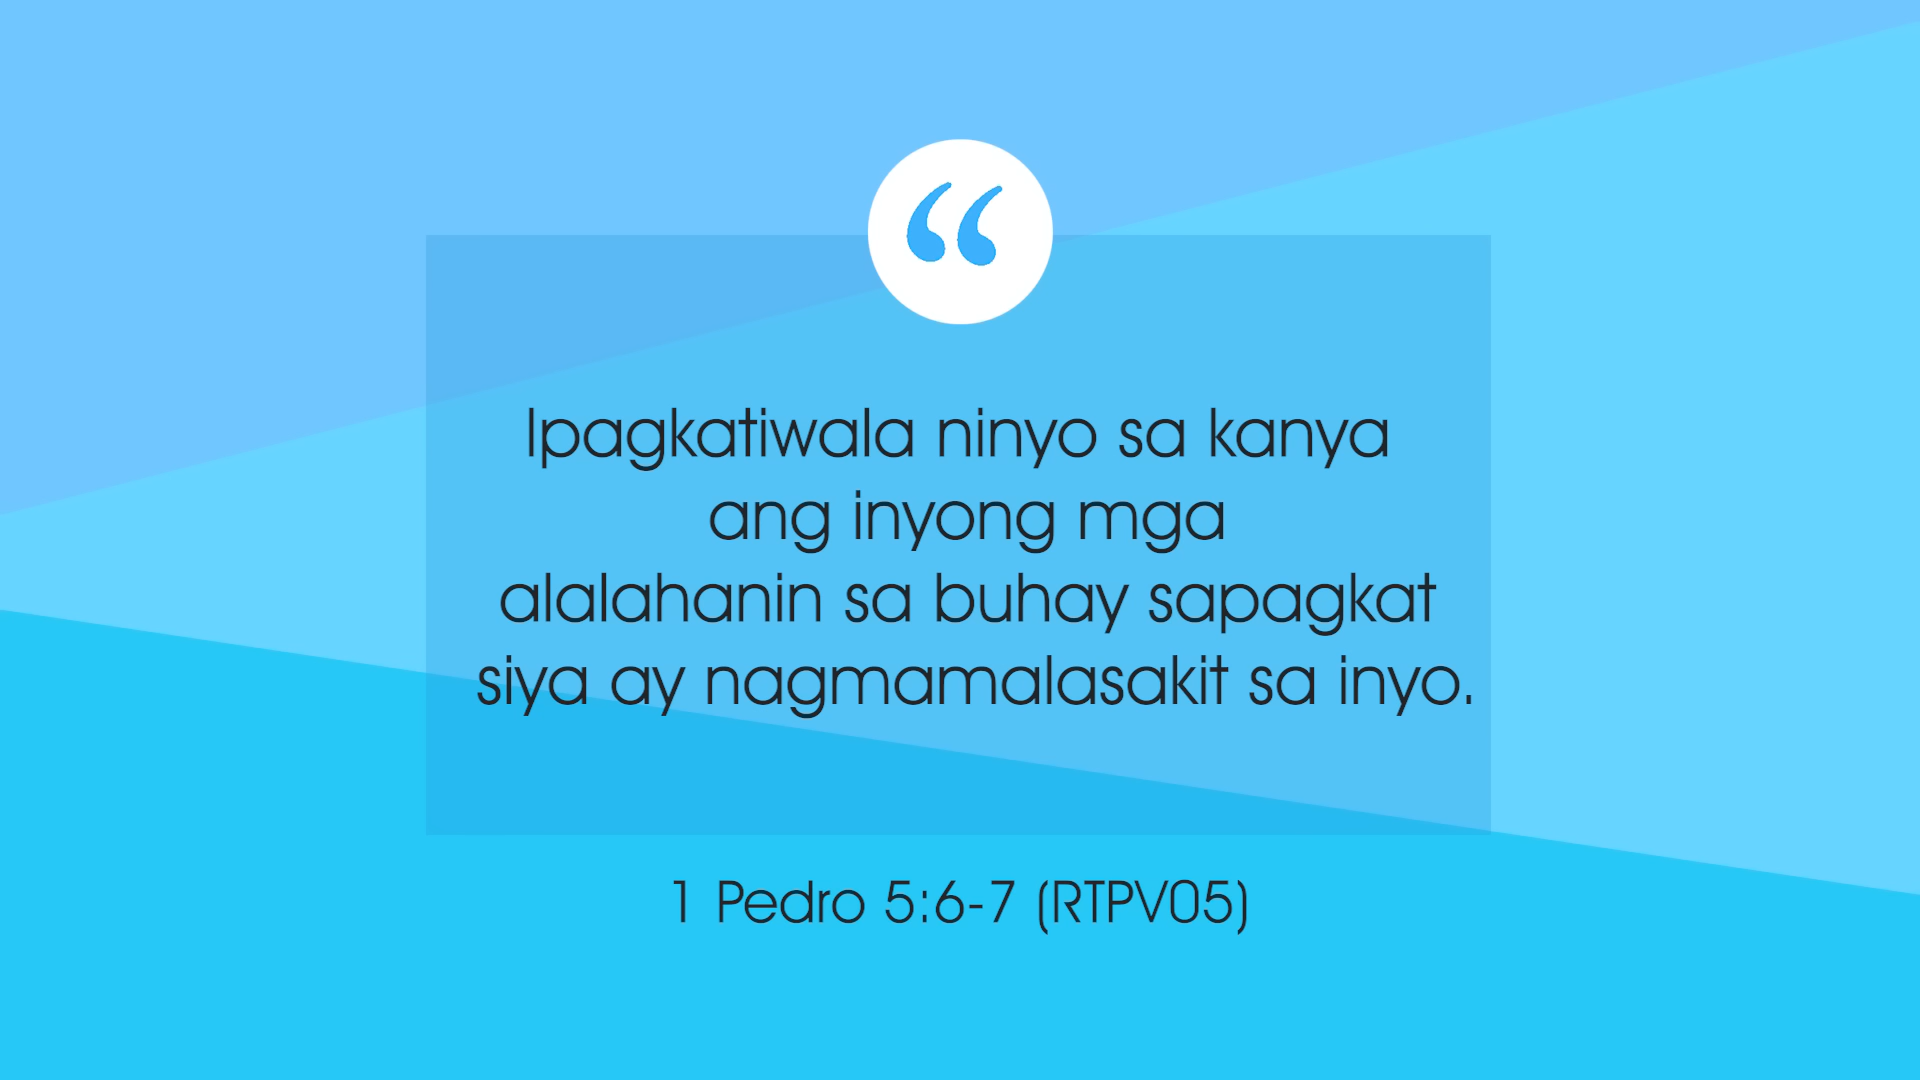 “
Ipagkatiwala ninyo sa kanya
ang inyong mga
alalahanin sa buhay sapagkat
siya ay nagmamalasakit sa inyo.
1 Pedro 5:6-7 (RTPV05)